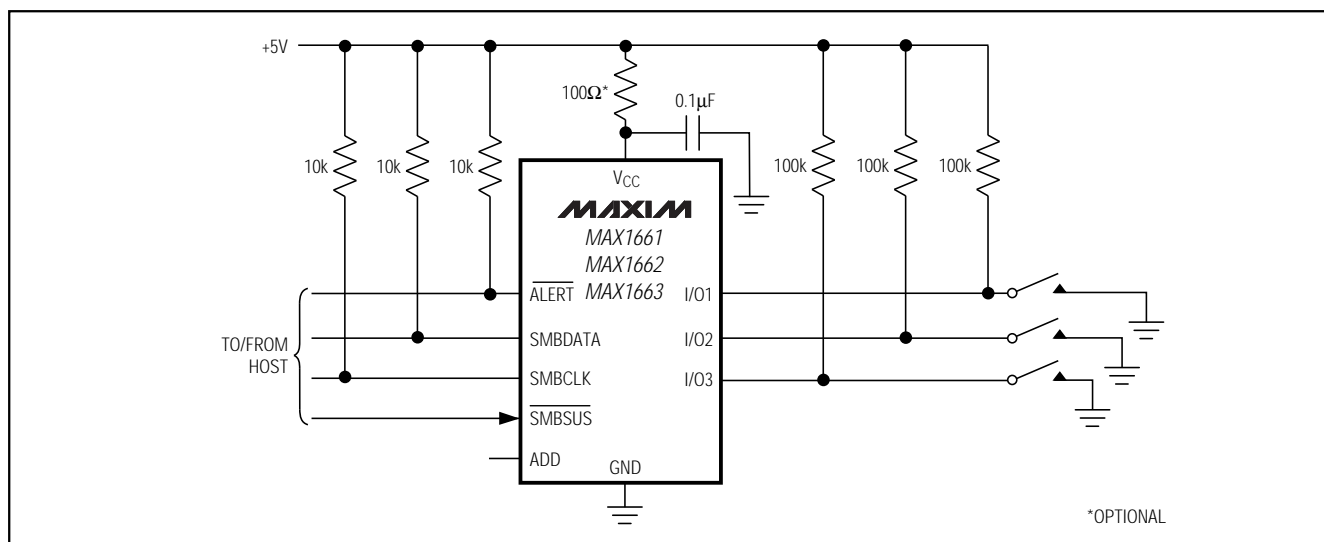 +5V
100Ω*
0.1µF
10k
10k
10k
100k
100k
100k
VCC
MAXIM
MAX1661
MAX1662
MAX1663
ALERT
I/O1
SMBDATA
I/O2
TO/FROM
HOST
SMBCLK
I/O3
SMBSUS
ADD
GND
*OPTIONAL